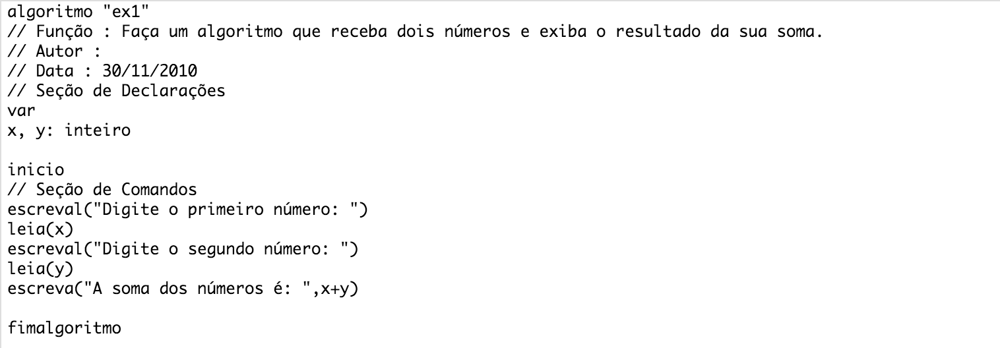 algoritmo "ex1"
// Função : Faça um algoritmo que receba dois números e exiba o resultado da sua soma.
// Autor :
// Data : 30/11/2010
// Seção de Declarações
var
x, y: inteiro
inicio
// Seção de Comandos
escreval("Digite o primeiro número: ")
leia(x)
escreval("Digite o segundo número: ")
leia(y)
escreva("A soma dos números é: ",x+y)
fimalgoritmo